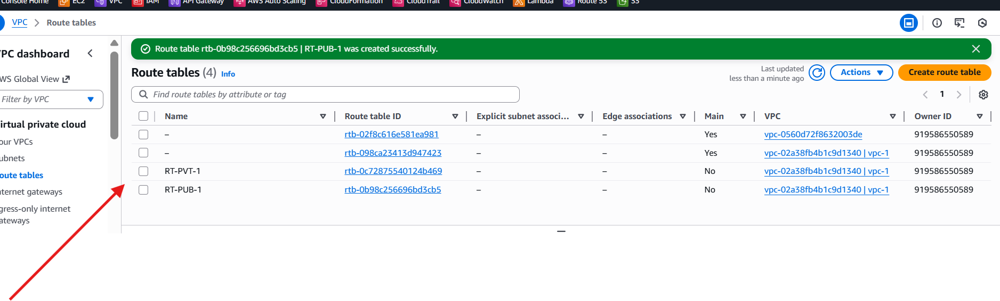 Console Home EC2 VPC IAM API Gateway AWS Auto Scaling CloudFormation CloudTrail CloudWatch Lambda Route 53 S3
VPC Route tables
PC dashboard
WS Global View
Filter by VPC
irtual private cloud
our VPCs
ubnets
oute tables
nternet gateways
gress-only internet
ateways
Route table rtb-0b98c256696bd3cb5 | RT-PUB-1 was created successfully.
Route tables (4) Info
Last updated
less than a minute ago
Actions
Create route table
Find route tables by attribute or tag
1
Name Route table ID Explicit subnet associ... Edge associations Main VPC Owner ID
– rtb-02f8c616e581ea981 – – Yes vpc-0560d72f8632003de 919586550589
– rtb-098ca23413d947423 – – Yes vpc-02a38fb4b1c9d1340 | vpc-1 919586550589
RT-PVT-1 rtb-0c72875540124b469 – – No vpc-02a38fb4b1c9d1340 | vpc-1 919586550589
RT-PUB-1 rtb-0b98c256696bd3cb5 – – No vpc-02a38fb4b1c9d1340 | vpc-1 919586550589